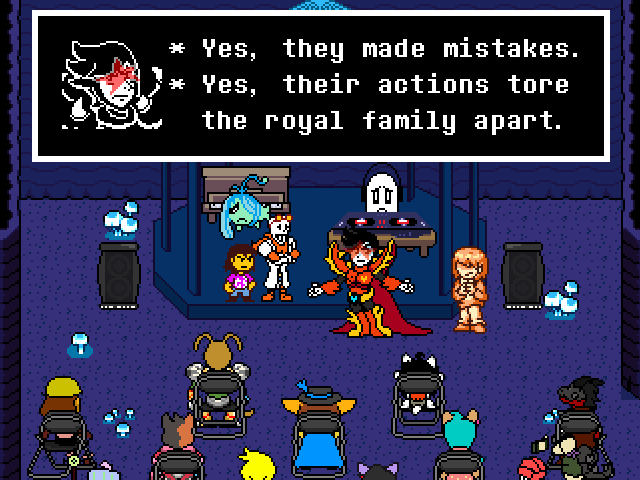 * Yes, they made mistakes.
* Yes, their actions tore
the royal family apart.